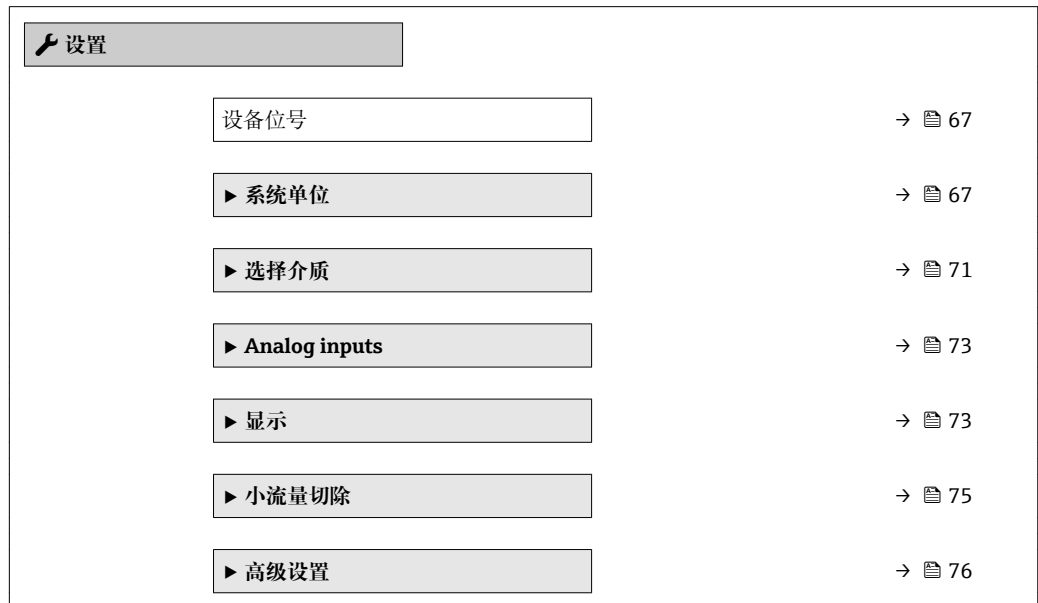 设置
设备位号 → 67
▶ 系统单位 → 67
▶ 选择介质 → 71
▶ Analog inputs → 73
▶ 显示 → 73
▶ 小流量切除 → 75
▶ 高级设置 → 76